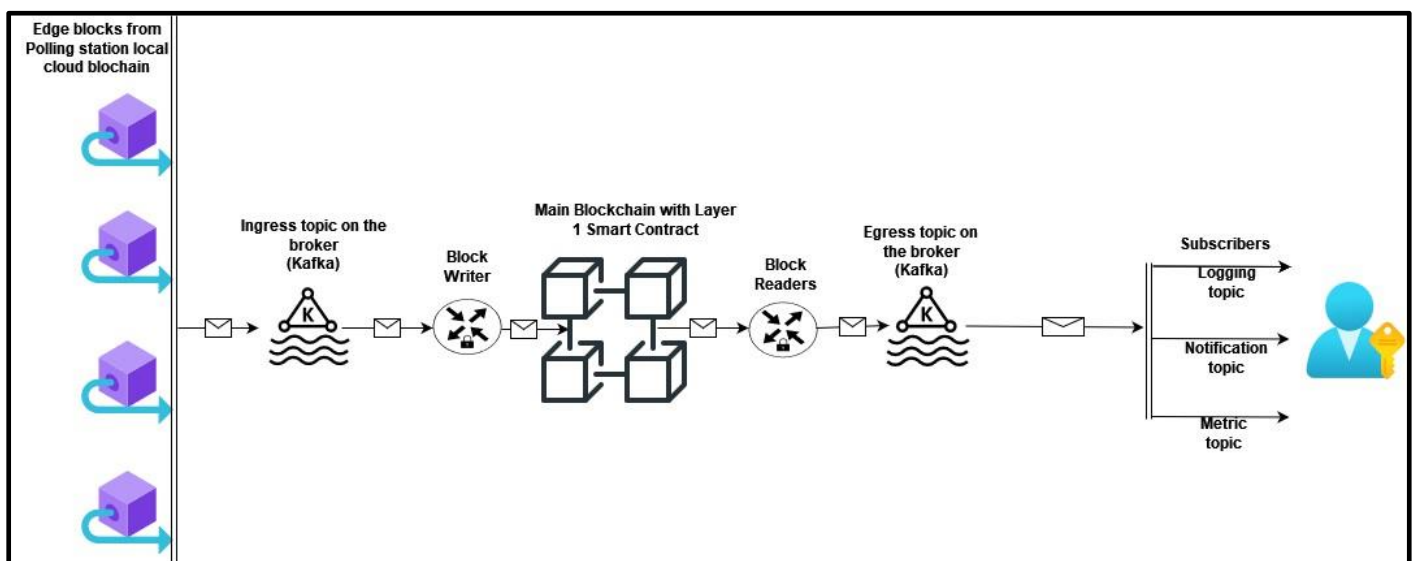 Edge blocks from
Polling station local
cloud blochain
Ingress topic on the
broker
(Kafka)
K
Block
Writer
Main Blockchain with Layer
1 Smart Contract
Block
Readers
Egress topic on
the broker
(Kafka)
K
Subscribers
Logging
topic
Notification
topic
Metric
topic